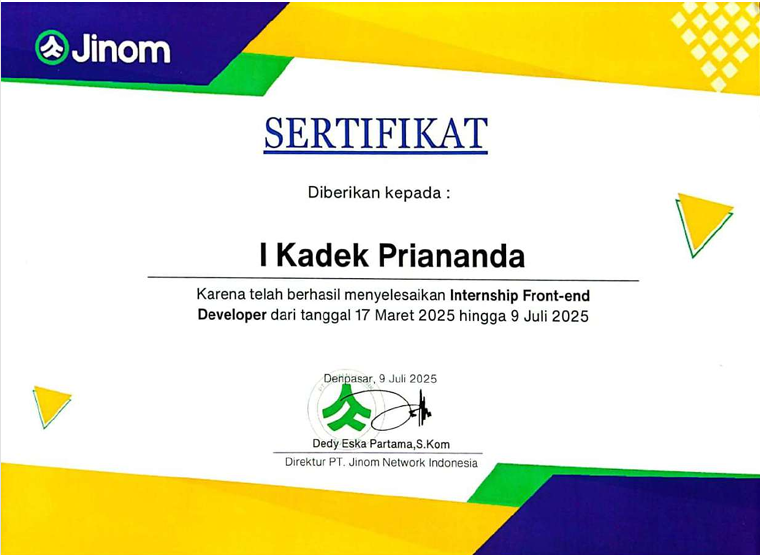 Jinom
SERTIFIKAT
Diberikan kepada :
I Kadek Priananda
Karena telah berhasil menyelesaikan Internship Front-end
Developer dari tanggal 17 Maret 2025 hingga 9 Juli 2025
Denpasar, 9 Juli 2025
Dedy Eska Partama,S.Kom
Direktur PT. Jinom Network Indonesia